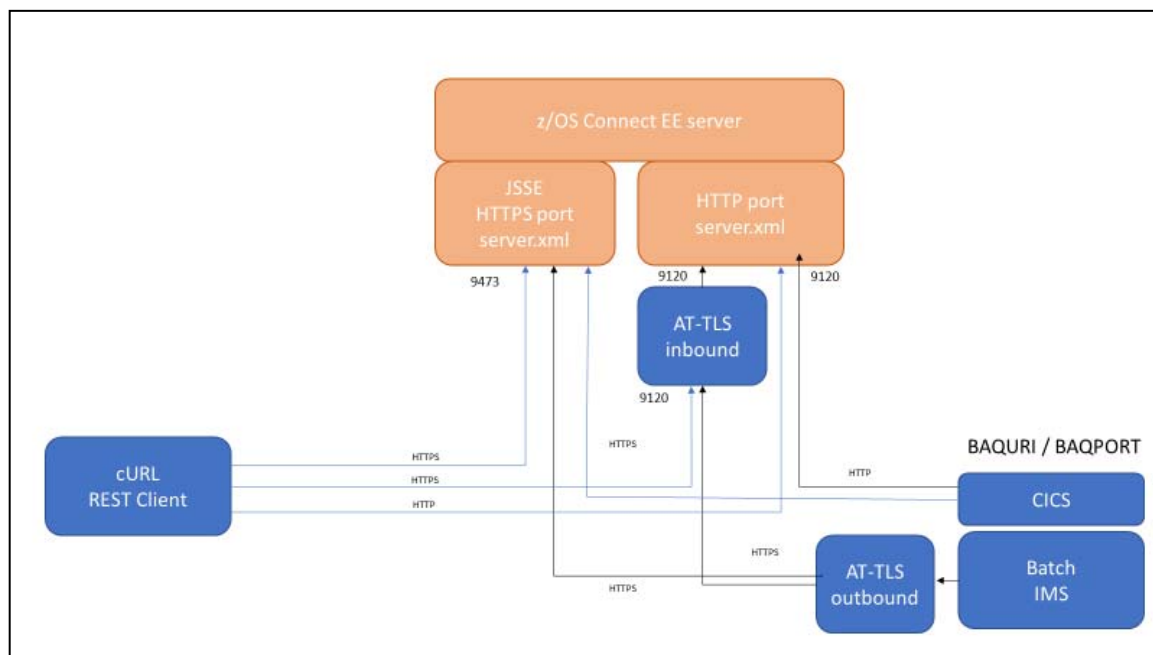 z/OS Connect EE server
JSSE
HTTPS port
server.xml
HTTP port
server.xml
9473
9120
9120
AT-TLS
inbound
9120
cURL
REST Client
HTTPS
HTTPS
HTTP
HTTPS
BAQURI / BAQPORT
HTTP
CICS
HTTPS
HTTPS
AT-TLS
outbound
Batch
IMS